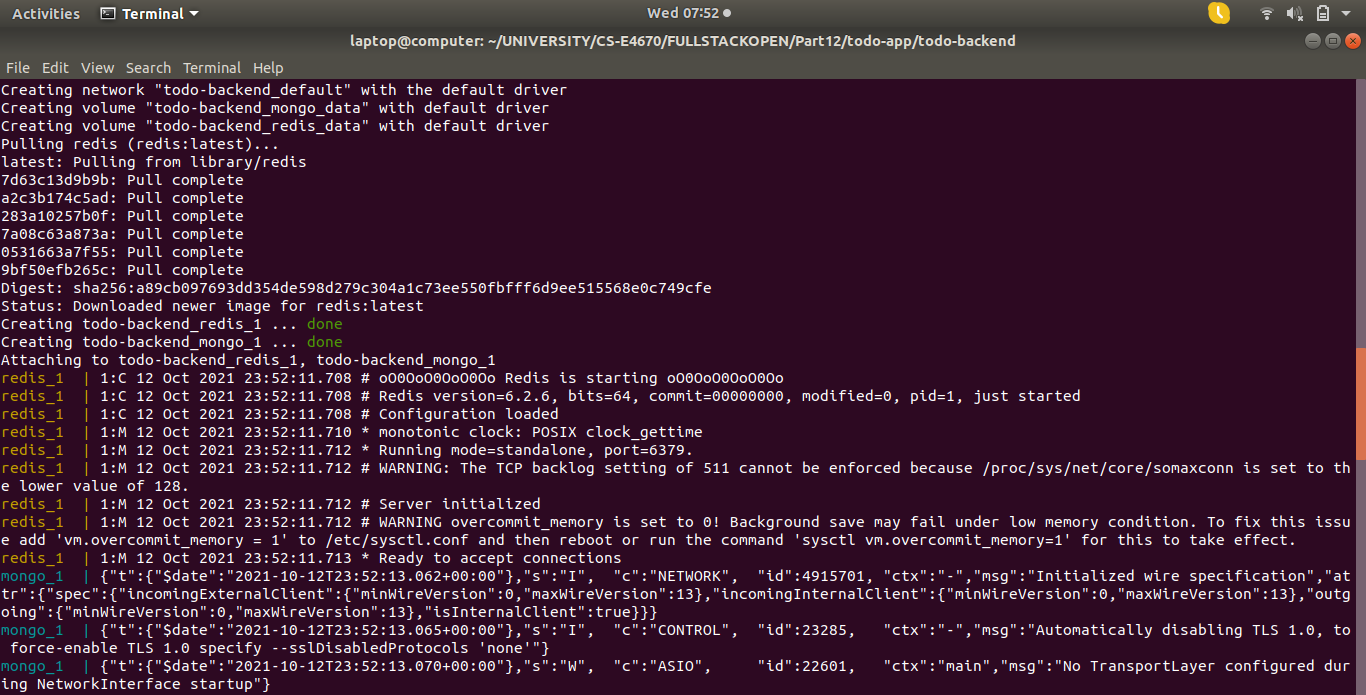 Activities Terminal Wed 07:52
laptop@computer: ~/UNIVERSITY/CS-E4670/FULLSTACKOPEN/Part12/todo-app/todo-backend
File Edit View Search Terminal Help
Creating network "todo-backend_default" with the default driver
Creating volume "todo-backend_mongo_data" with default driver
Creating volume "todo-backend_redis_data" with default driver
Pulling redis (redis:latest)...
latest: Pulling from library/redis
7d63c13d9b9b: Pull complete
a2c3b174c5ad: Pull complete
283a10257b0f: Pull complete
7a08c63a873a: Pull complete
0531663a7f55: Pull complete
9bf50efb265c: Pull complete
Digest: sha256:a89cb097693dd354de598d279c304a1c73ee550fbfff6d9ee515568e0c749cfe
Status: Downloaded newer image for redis:latest
Creating todo-backend_redis_1 ... done
Creating todo-backend_mongo_1 ... done
Attaching to todo-backend_redis_1, todo-backend_mongo_1
redis_1  | 1:C 12 Oct 2021 23:52:11.708 # oO0OoO0OoO0Oo Redis is starting oO0OoO0OoO0Oo
redis_1  | 1:C 12 Oct 2021 23:52:11.708 # Redis version=6.2.6, bits=64, commit=00000000, modified=0, pid=1, just started
redis_1  | 1:C 12 Oct 2021 23:52:11.708 # Configuration loaded
redis_1  | 1:M 12 Oct 2021 23:52:11.710 * monotonic clock: POSIX clock_gettime
redis_1  | 1:M 12 Oct 2021 23:52:11.712 * Running mode=standalone, port=6379.
redis_1  | 1:M 12 Oct 2021 23:52:11.712 # WARNING: The TCP backlog setting of 511 cannot be enforced because /proc/sys/net/core/somaxconn is set to th
e lower value of 128.
redis_1  | 1:M 12 Oct 2021 23:52:11.712 # Server initialized
redis_1  | 1:M 12 Oct 2021 23:52:11.712 # WARNING overcommit_memory is set to 0! Background save may fail under low memory condition. To fix this issu
e add 'vm.overcommit_memory = 1' to /etc/sysctl.conf and then reboot or run the command 'sysctl vm.overcommit_memory=1' for this to take effect.
redis_1  | 1:M 12 Oct 2021 23:52:11.713 * Ready to accept connections
mongo_1  | {"t":{"$date":"2021-10-12T23:52:13.062+00:00"},"s":"I",  "c":"NETWORK",  "id":4915701, "ctx":"-","msg":"Initialized wire specification","at
tr":{"spec":{"incomingExternalClient":{"minWireVersion":0,"maxWireVersion":13},"incomingInternalClient":{"minWireVersion":0,"maxWireVersion":13},"outg
oing":{"minWireVersion":0,"maxWireVersion":13},"isInternalClient":true}}}
mongo_1  | {"t":{"$date":"2021-10-12T23:52:13.065+00:00"},"s":"I",  "c":"CONTROL",  "id":23285,   "ctx":"-","msg":"Automatically disabling TLS 1.0, to
 force-enable TLS 1.0 specify --sslDisabledProtocols 'none'"}
mongo_1  | {"t":{"$date":"2021-10-12T23:52:13.070+00:00"},"s":"W",  "c":"ASIO",     "id":22601,   "ctx":"main","msg":"No TransportLayer configured dur
ing NetworkInterface startup"}